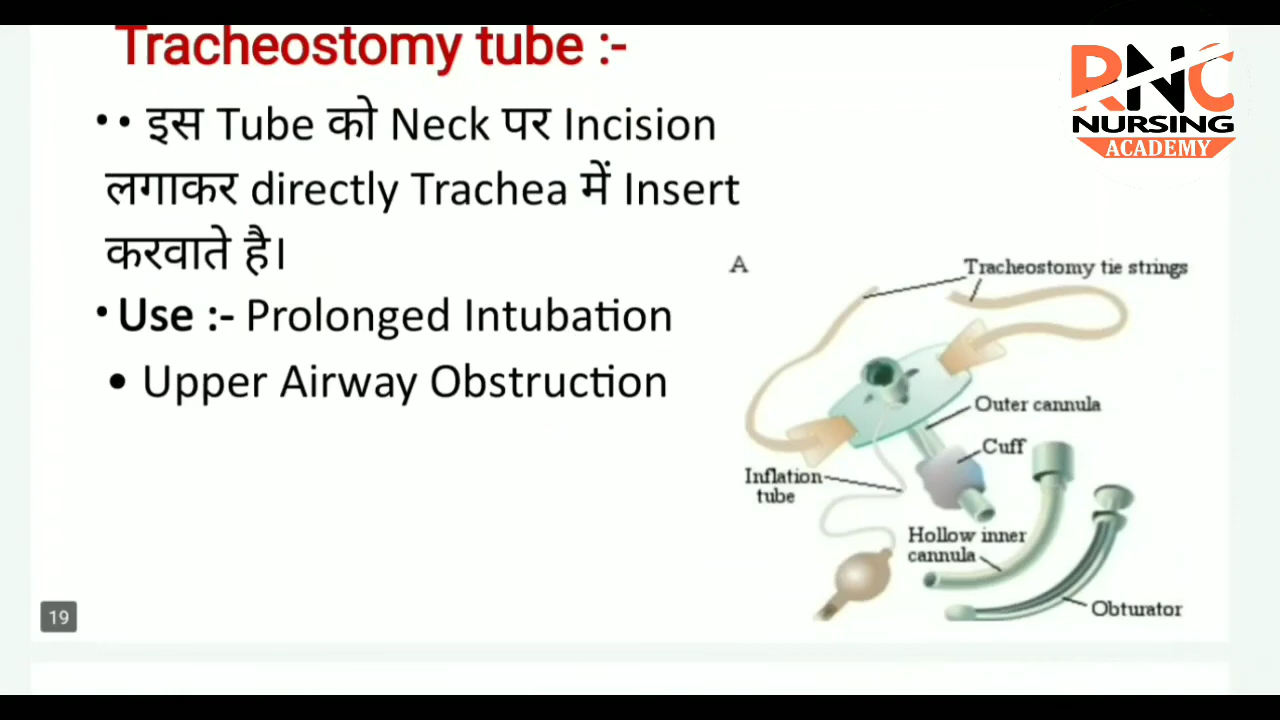 Tracheostomy tube :-
RNC
NURSING
ACADEMY
•• इस Tube को Neck पर Incision
लगाकर directly Trachea में Insert
करवाते है।
• Use :- Prolonged Intubation
• Upper Airway Obstruction
A
Tracheostomy tie strings
Outer cannula
Cuff
Inflation
tube
Hollow inner
cannula
Obturator
19